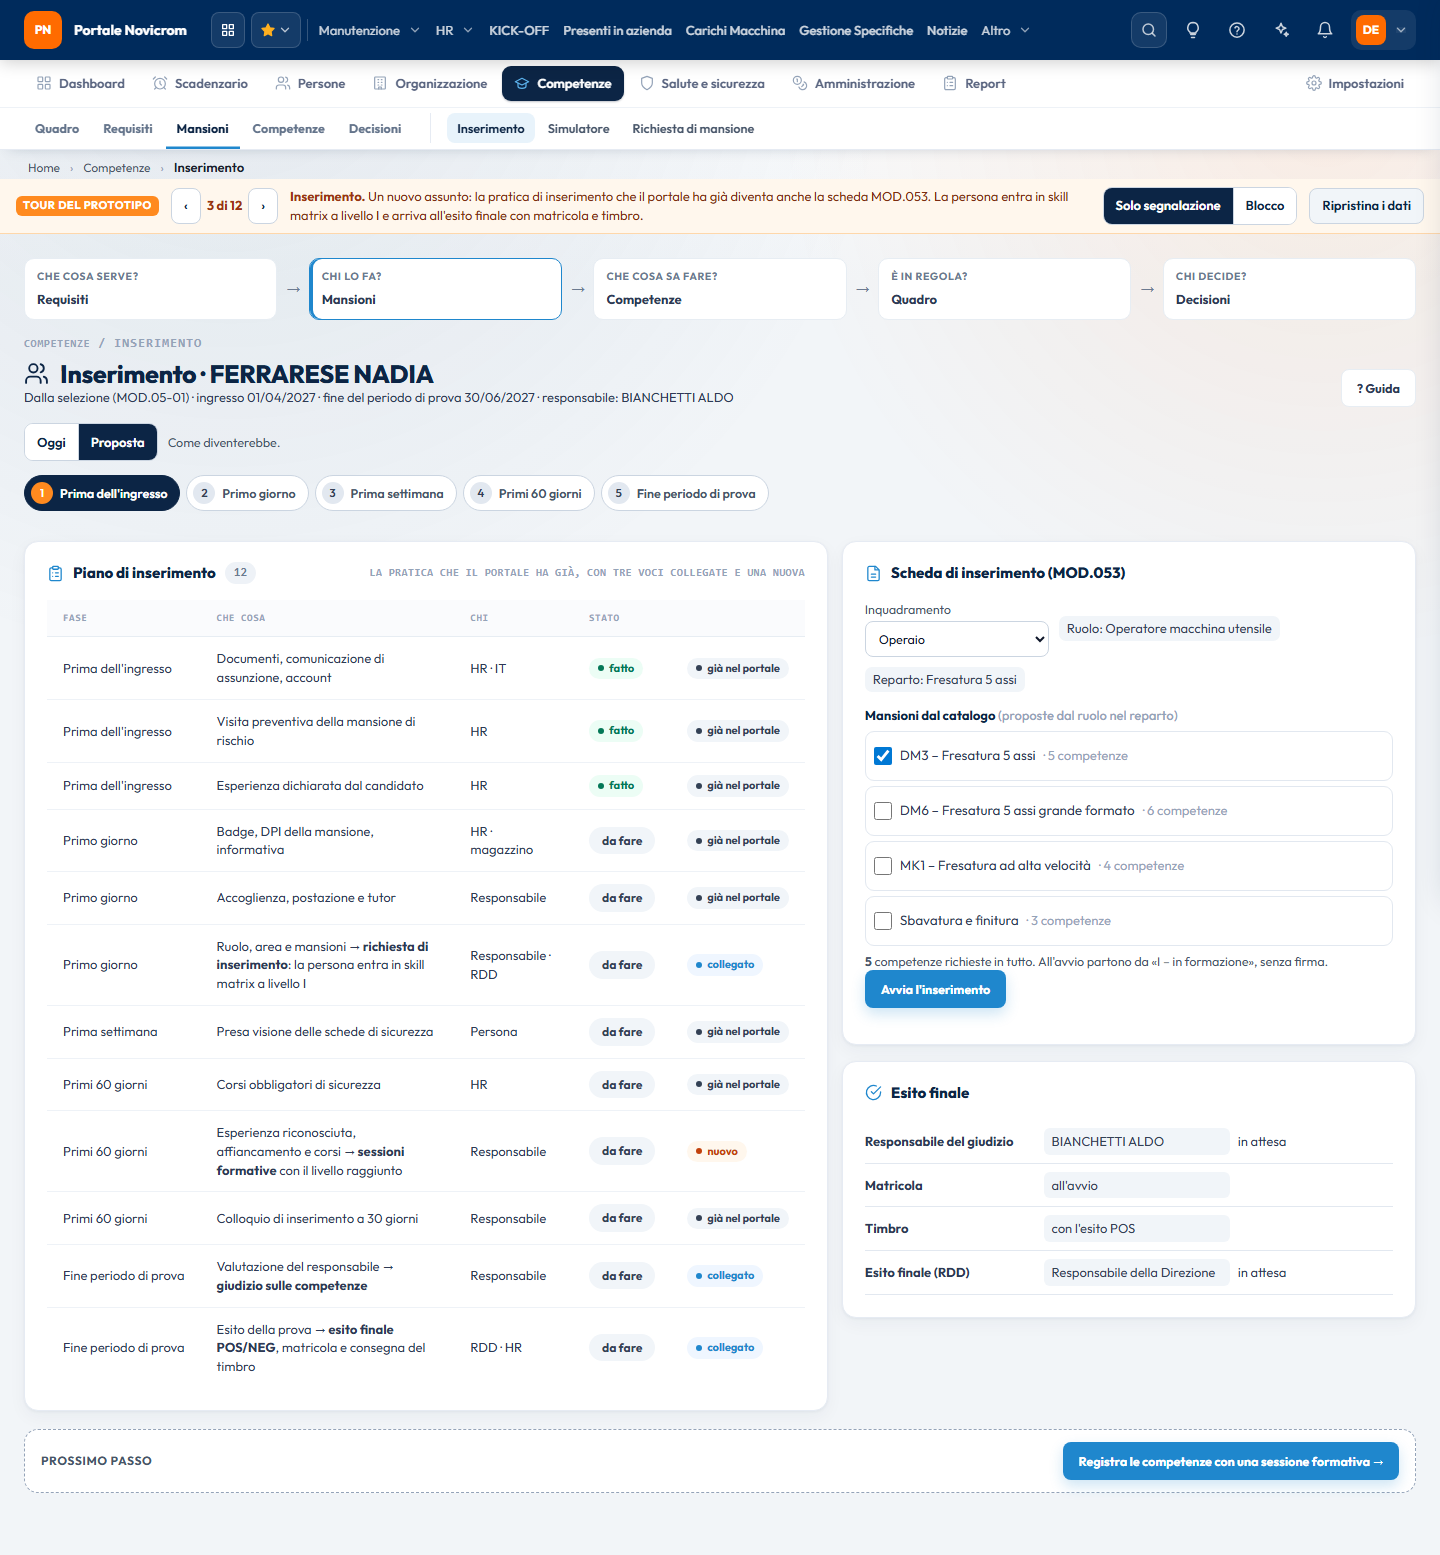 PN Portale Novicrom Manutenzione HR KICK-OFF Presenti in azienda Carichi Macchina Gestione Specifiche Notizie Altro DE
Dashboard Scadenzario Persone Organizzazione Competenze Salute e sicurezza Amministrazione Report Impostazioni
Quadro Requisiti Mansioni Competenze Decisioni Inserimento Simulatore Richiesta di mansione
Home › Competenze › Inserimento
TOUR DEL PROTOTIPO ‹ 3 di 12 ›
Inserimento. Un nuovo assunto: la pratica di inserimento che il portale ha già diventa anche la scheda MOD.053. La persona entra in skill
matrix a livello I e arriva all'esito finale con matricola e timbro.
Solo segnalazione Blocco Ripristina i dati
CHE COSA SERVE?
Requisiti
→
CHI LO FA?
Mansioni
→
CHE COSA SA FARE?
Competenze
→
È IN REGOLA?
Quadro
→
CHI DECIDE?
Decisioni
COMPETENZE / INSERIMENTO
Inserimento · FERRARESE NADIA
Dalla selezione (MOD.05-01) · ingresso 01/04/2027 · fine del periodo di prova 30/06/2027 · responsabile: BIANCHETTI ALDO
? Guida
Oggi Proposta Come diventerebbe.
1 Prima dell'ingresso 2 Primo giorno 3 Prima settimana 4 Primi 60 giorni 5 Fine periodo di prova
Piano di inserimento 12 LA PRATICA CHE IL PORTALE HA GIÀ, CON TRE VOCI COLLEGATE E UNA NUOVA
FASE CHE COSA CHI STATO
Prima dell'ingresso Documenti, comunicazione di
assunzione, account HR · IT fatto già nel portale
Prima dell'ingresso Visita preventiva della mansione di
rischio HR fatto già nel portale
Prima dell'ingresso Esperienza dichiarata dal candidato HR fatto già nel portale
Primo giorno Badge, DPI della mansione,
informativa HR ·
magazzino da fare già nel portale
Primo giorno Accoglienza, postazione e tutor Responsabile da fare già nel portale
Primo giorno Ruolo, area e mansioni → richiesta di
inserimento: la persona entra in skill
matrix a livello I Responsabile ·
RDD da fare collegato
Prima settimana Presa visione delle schede di sicurezza Persona da fare già nel portale
Primi 60 giorni Corsi obbligatori di sicurezza HR da fare già nel portale
Primi 60 giorni Esperienza riconosciuta,
affiancamento e corsi → sessioni
formative con il livello raggiunto Responsabile da fare nuovo
Primi 60 giorni Colloquio di inserimento a 30 giorni Responsabile da fare già nel portale
Fine periodo di prova Valutazione del responsabile →
giudizio sulle competenze Responsabile da fare collegato
Fine periodo di prova Esito della prova → esito finale
POS/NEG, matricola e consegna del
timbro RDD · HR da fare collegato
Scheda di inserimento (MOD.053)
Inquadramento
Operaio Ruolo: Operatore macchina utensile
Reparto: Fresatura 5 assi
Mansioni dal catalogo (proposte dal ruolo nel reparto)
DM3 – Fresatura 5 assi · 5 competenze
DM6 – Fresatura 5 assi grande formato · 6 competenze
MK1 – Fresatura ad alta velocità · 4 competenze
Sbavatura e finitura · 3 competenze
5 competenze richieste in tutto. All'avvio partono da «I – in formazione», senza firma.
Avvia l'inserimento
Esito finale
Responsabile del giudizio BIANCHETTI ALDO in attesa
Matricola all'avvio
Timbro con l'esito POS
Esito finale (RDD) Responsabile della Direzione in attesa
PROSSIMO PASSO Registra le competenze con una sessione formativa →